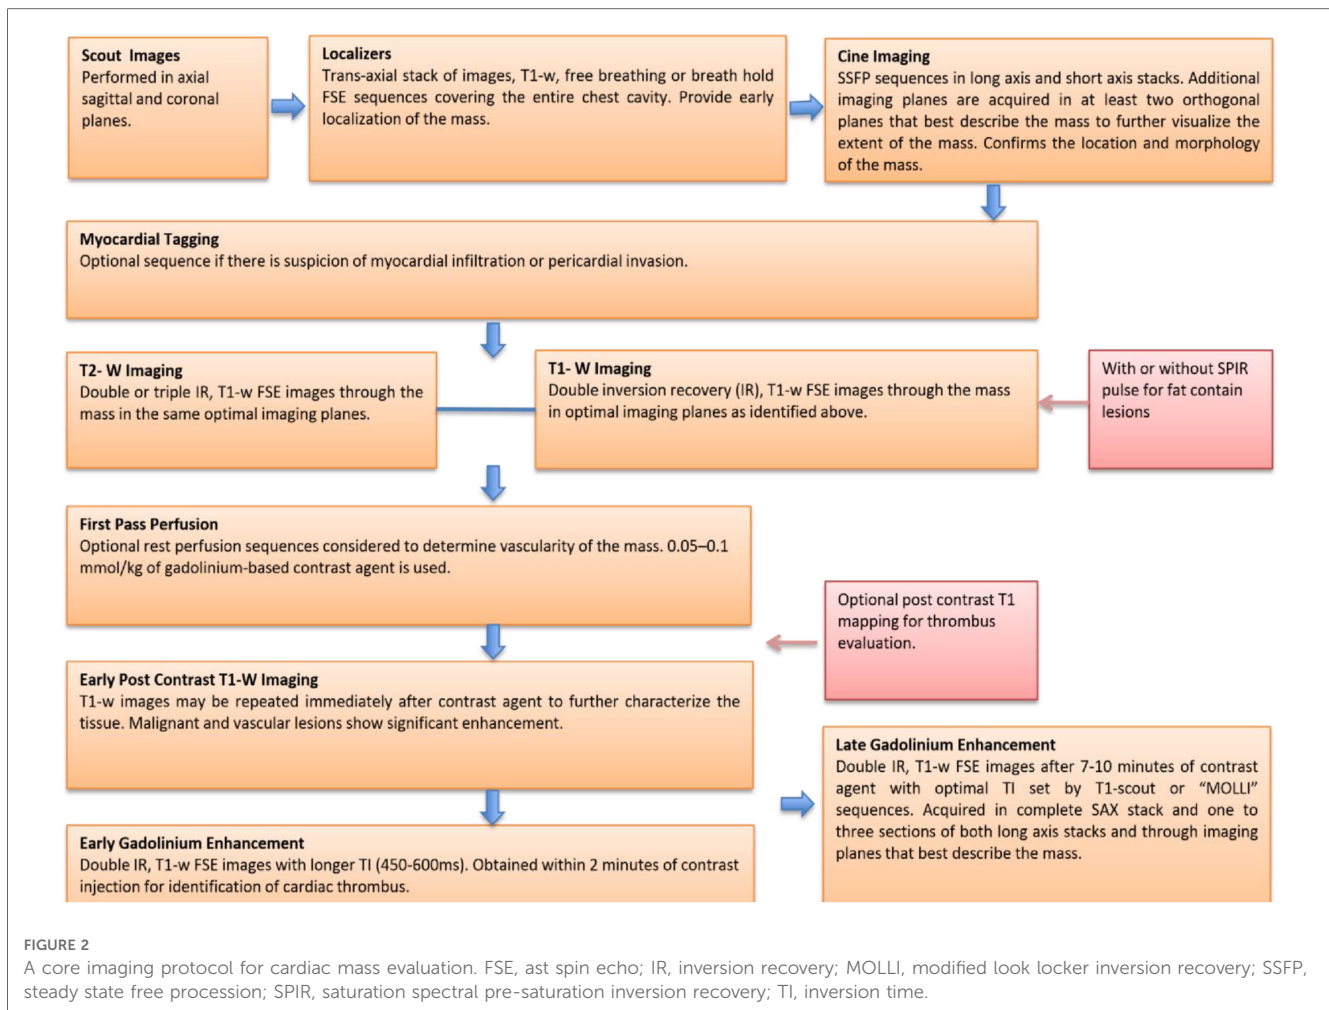 Scout Images
Performed in axial
sagittal and coronal
planes.
Localizers
Trans-axial stack of images, T1-w, free breathing or breath hold
FSE sequences covering the entire chest cavity. Provide early
localization of the mass.
Cine Imaging
SSFP sequences in long axis and short axis stacks. Additional
imaging planes are acquired in at least two orthogonal
planes that best describe the mass to further visualize the
extent of the mass. Confirms the location and morphology
of the mass.
Myocardial Tagging
Optional sequence if there is suspicion of myocardial infiltration or pericardial invasion.
T2- W Imaging
Double or triple IR, T1-w FSE images through the
mass in the same optimal imaging planes.
T1- W Imaging
Double inversion recovery (IR), T1-w FSE images through the mass
in optimal imaging planes as identified above.
With or without SPIR
pulse for fat contain
lesions
First Pass Perfusion
Optional rest perfusion sequences considered to determine vascularity of the mass. 0.05–0.1
mmol/kg of gadolinium-based contrast agent is used.
Optional post contrast T1
mapping for thrombus
evaluation.
Early Post Contrast T1-W Imaging
T1-w images may be repeated immediately after contrast agent to further characterize the
tissue. Malignant and vascular lesions show significant enhancement.
Late Gadolinium Enhancement
Double IR, T1-w FSE images after 7-10 minutes of contrast
agent with optimal TI set by T1-scout or “MOLLI”
sequences. Acquired in complete SAX stack and one to
three sections of both long axis stacks and through imaging
planes that best describe the mass.
Early Gadolinium Enhancement
Double IR, T1-w FSE images with longer TI (450-600ms). Obtained within 2 minutes of contrast
injection for identification of cardiac thrombus.
FIGURE 2
A core imaging protocol for cardiac mass evaluation. FSE, ast spin echo; IR, inversion recovery; MOLLI, modified look locker inversion recovery; SSFP,
steady state free procession; SPIR, saturation spectral pre-saturation inversion recovery; TI, inversion time.